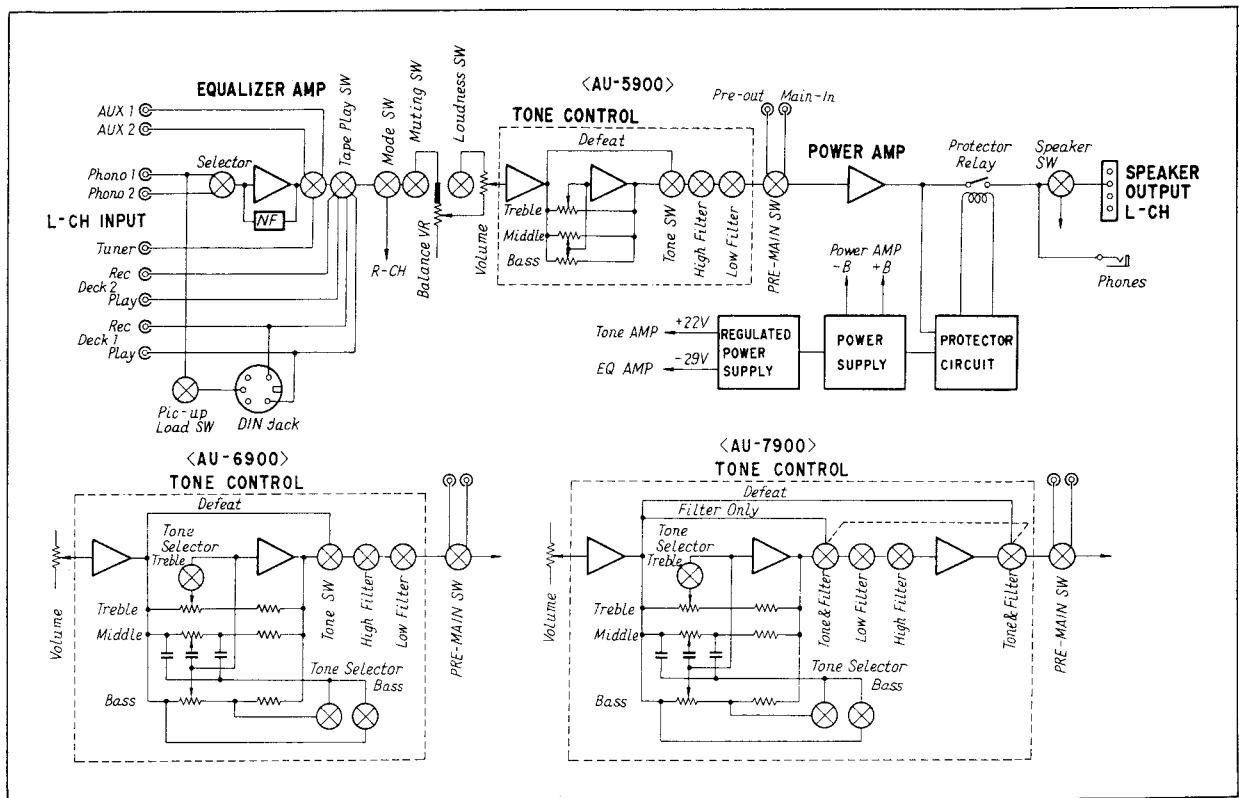 EQUALIZER AMP
AUX 1
AUX 2
Phono 1
Phono 2
Selector
NF
L-CH INPUT
Tuner
Rec
Deck 2
Play
Rec
Deck 1
Play
Pic-up
Load SW
DIN Jack
Tape Play SW
Mode SW
Muting SW
Loudness SW
R-CH
Balance VR
Volume
<AU-5900>
TONE CONTROL
Defeat
Treble
Middle
Bass
Tone SW
High Filter
Low Filter
Pre-out
Main-In
PRE-MAIN SW
POWER AMP
Protector
Relay
Speaker
SW
SPEAKER
OUTPUT
L-CH
Phones
Power AMP
-B
+B
Tone AMP
+22V
EQ AMP
-29V
REGULATED
POWER
SUPPLY
POWER
SUPPLY
PROTECTOR
CIRCUIT
<AU-6900>
TONE CONTROL
Defeat
Tone
Selector
Treble
Volume
Treble
Middle
Bass
Tone Selector
Bass
Tone SW
High Filter
Low Filter
PRE-MAIN SW
<AU-7900>
TONE CONTROL
Defeat
Filter Only
Tone
Selector
Treble
Volume
Treble
Middle
Bass
Tone Selector
Bass
Tone&Filter
Low Filter
High Filter
Tone&Filter
PRE-MAIN SW